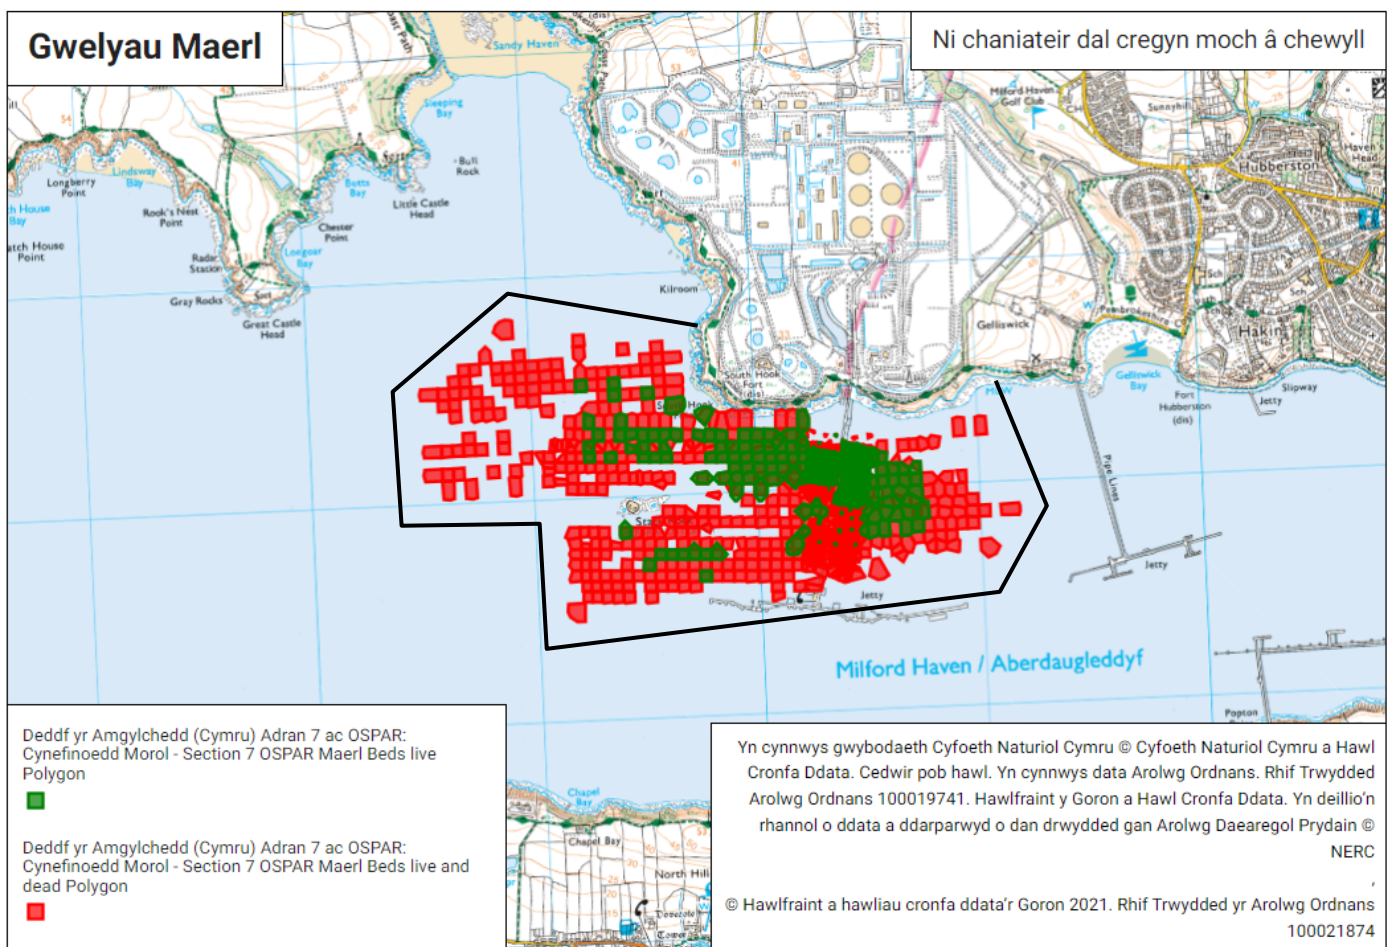 Gwelyau Maerl
Ni chaniateir dal cregyn moch â chewyll
Sandy Haven
Sleeping
Bay
Bull
Rock
Longberry
Point
Lindsway
Bay
Rook's Nest
Point
Butts
Bay
Fort
Little Castle
Head
Chester
Point
Longoar
Bay
Radar
Station
Gray Rocks
Great Castle
Head
Kilroom
Milford Haven
Golf Club
Sunnyhill
Hubberston
Haven's
Head
Gelliswick
Hakin
Gelliswick
Bay
Fort
Hubberston
(dis)
Slipway
Jetty
South Hook
Fort
(dis)
Pipe Lines
Jetty
Jetty
Milford Haven / Aberdaugleddyf
Popton
Chapel
Bay
Chapel Bay
North Hill
Dovecote
Tower
Deddf yr Amgylchedd (Cymru) Adran 7 ac OSPAR:
Cynefinoedd Morol - Section 7 OSPAR Maerl Beds live
Polygon
Deddf yr Amgylchedd (Cymru) Adran 7 ac OSPAR:
Cynefinoedd Morol - Section 7 OSPAR Maerl Beds live and
dead Polygon
Yn cynnwys gwybodaeth Cyfoeth Naturiol Cymru © Cyfoeth Naturiol Cymru a Hawl
Cronfa Ddata. Cedwir pob hawl. Yn cynnwys data Arolwg Ordnans. Rhif Trwydded
Arolwg Ordnans 100019741. Hawlfraint y Goron a Hawl Cronfa Ddata. Yn deillio'n
rhannol o ddata a ddarparwyd o dan drwydded gan Arolwg Daearegol Prydain ©
NERC
,
© Hawlfraint a hawliau cronfa ddata'r Goron 2021. Rhif Trwydded yr Arolwg Ordnans
100021874